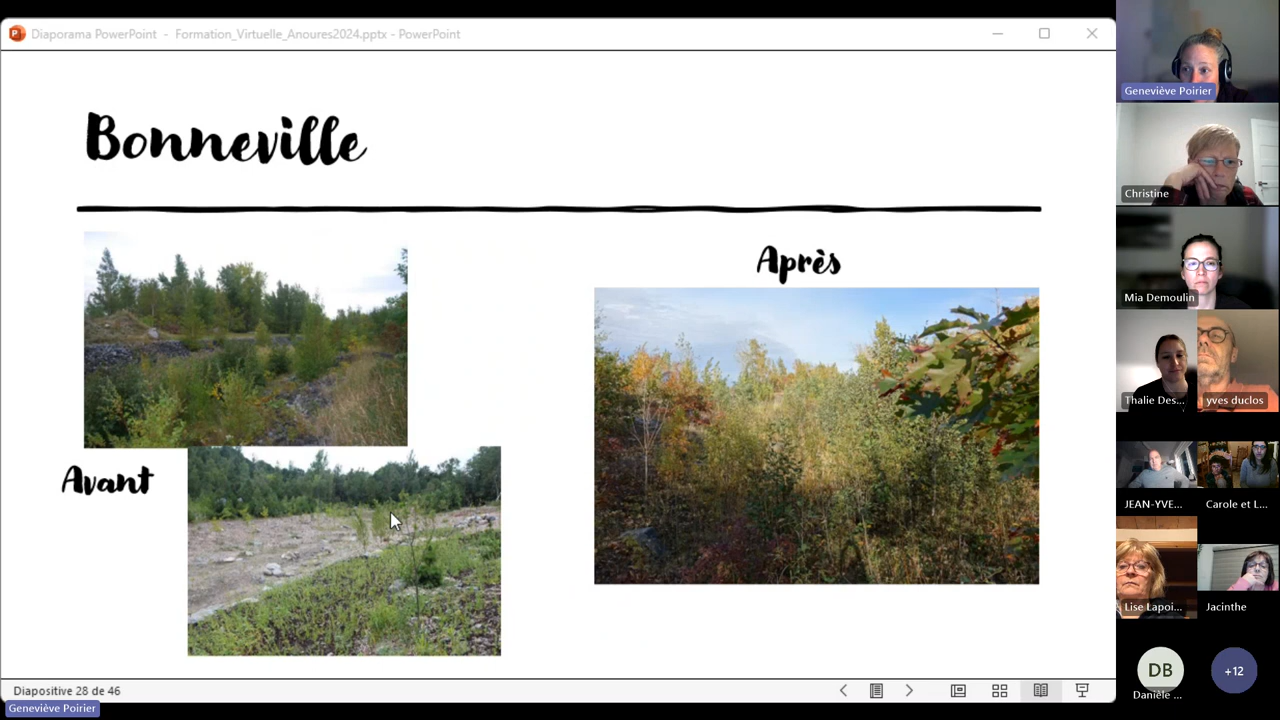 Diaporama PowerPoint - Formation_Virtuelle_Anoures2024.pptx - PowerPoint
Bonneville
Après
Avant
Diapositive 28 de 46
Geneviève Poirier
Geneviève Poirier
Christine
Mia Demoulin
Thalie Des...
yves duclos
JEAN-YVE...
Carole et L...
Lise Lapoi...
Jacinthe
DB
+12
Danièle ...